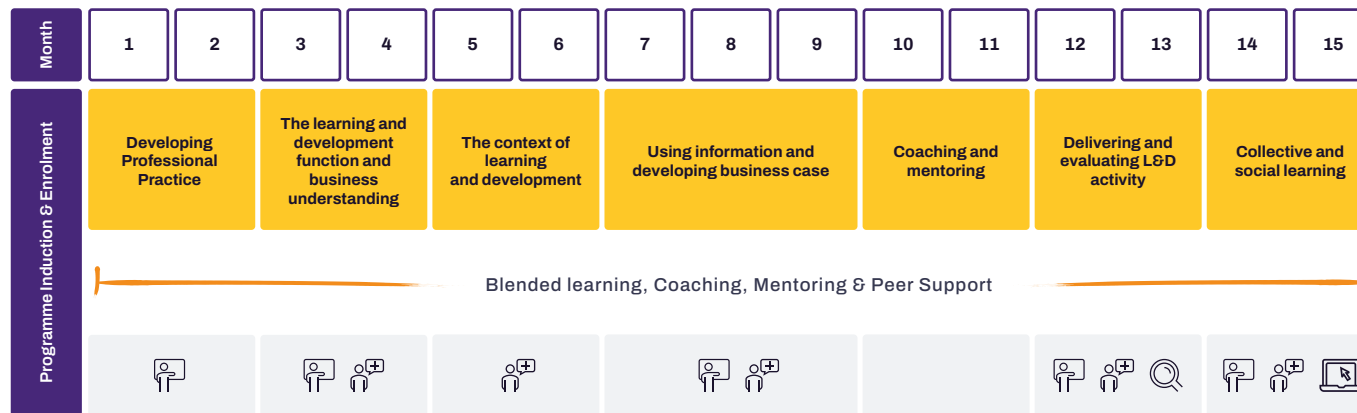 Month
1
2
3
4
5
6
7
8
9
10
11
12
13
14
15
Programme Induction & Enrolment
Developing
Professional
Practice
The learning and
development
function and
business
understanding
The context of
learning
and development
Using information and
developing business case
Coaching and
mentoring
Delivering and
evaluating L&D
activity
Collective and
social learning
Blended learning, Coaching, Mentoring & Peer Support